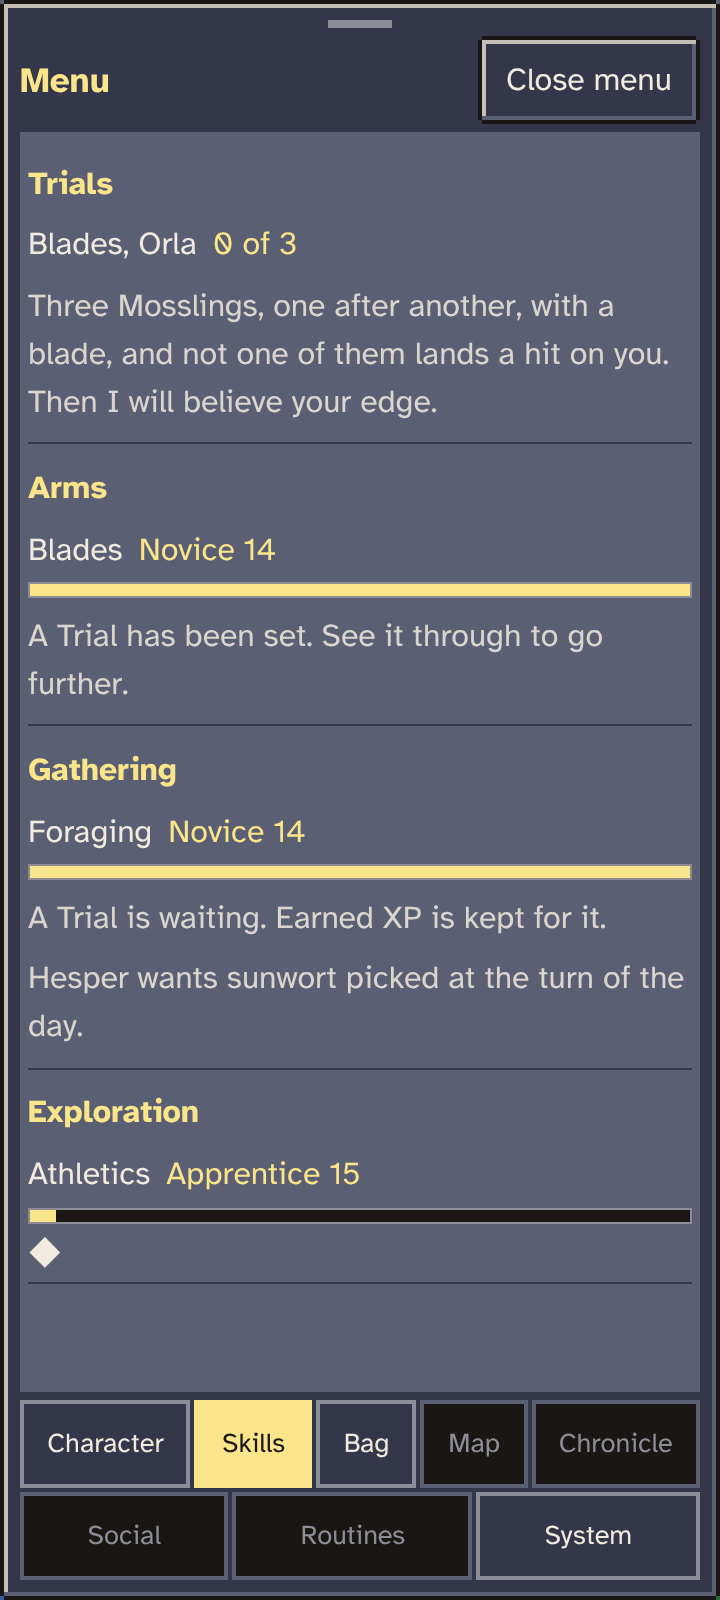 Menu
Close menu
Trials
Blades, Orla 0 of 3
Three Mosslings, one after another, with a
blade, and not one of them lands a hit on you.
Then I will believe your edge.
Arms
Blades Novice 14
A Trial has been set. See it through to go
further.
Gathering
Foraging Novice 14
A Trial is waiting. Earned XP is kept for it.
Hesper wants sunwort picked at the turn of the
day.
Exploration
Athletics Apprentice 15
Character Skills Bag Map Chronicle
Social Routines System